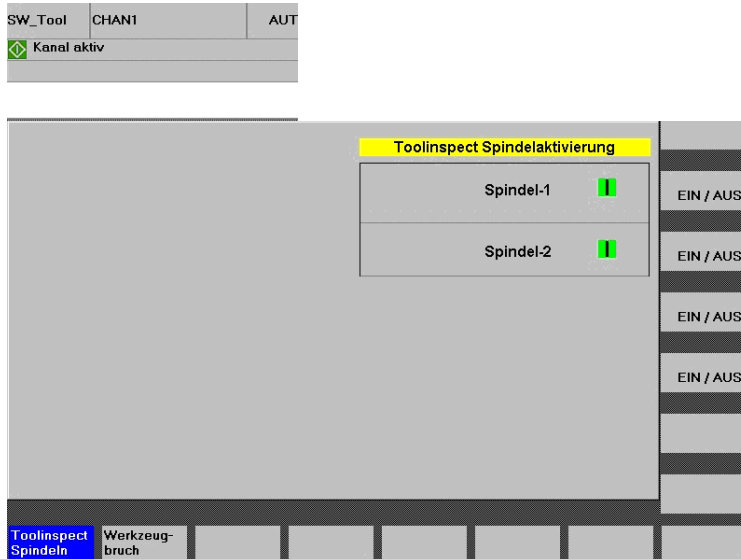 SW_Tool CHAN1 AUT
Kanal aktiv
Toolinspect Spindelaktivierung
Spindel-1
EIN / AUS
Spindel-2
EIN / AUS
EIN / AUS
EIN / AUS
Toolinspect Spindeln
Werkzeug-
bruch